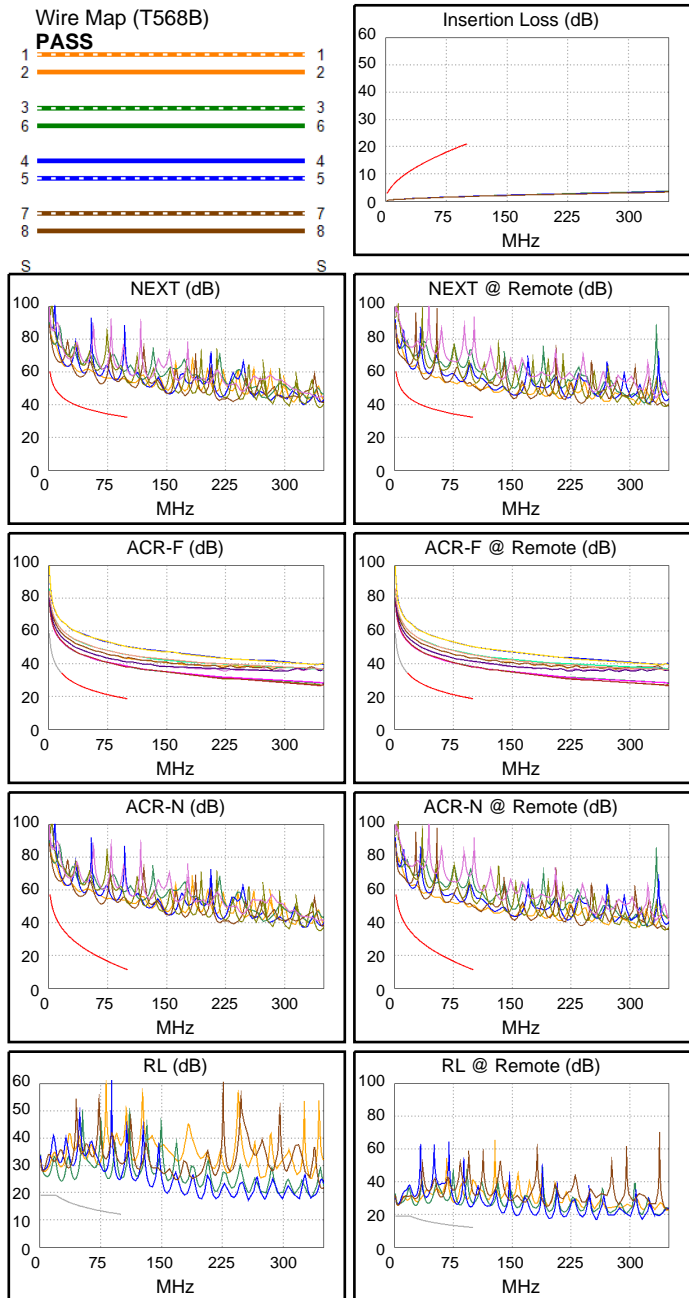 Wire Map (T568B)
PASS
1 1
2 2
3 3
6 6
4 4
5 5
7 7
8 8
S S
Insertion Loss (dB)
60
50
40
30
20
10
0
0 75 150 225 300
MHz
NEXT (dB)
100
80
60
40
20
0
0 75 150 225 300
MHz
NEXT @ Remote (dB)
100
80
60
40
20
0
0 75 150 225 300
MHz
ACR-F (dB)
100
80
60
40
20
0
0 75 150 225 300
MHz
ACR-F @ Remote (dB)
100
80
60
40
20
0
0 75 150 225 300
MHz
ACR-N (dB)
100
80
60
40
20
0
0 75 150 225 300
MHz
ACR-N @ Remote (dB)
100
80
60
40
20
0
0 75 150 225 300
MHz
RL (dB)
60
50
40
30
20
10
0
0 75 150 225 300
MHz
RL @ Remote (dB)
100
80
60
40
20
0
0 75 150 225 300
MHz